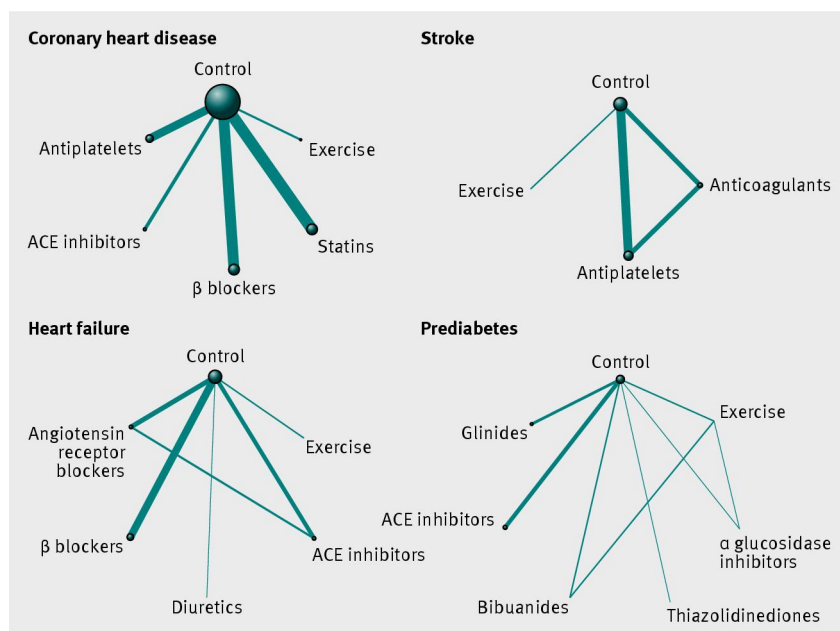 Coronary heart disease
Control
Antiplatelets
Exercise
ACE inhibitors
Statins
β blockers
Stroke
Control
Exercise
Anticoagulants
Antiplatelets
Heart failure
Control
Angiotensin
receptor
blockers
Exercise
β blockers
ACE inhibitors
Diuretics
Prediabetes
Control
Exercise
Glinides
ACE inhibitors
α glucosidase
inhibitors
Bibuanides
Thiazolidinediones